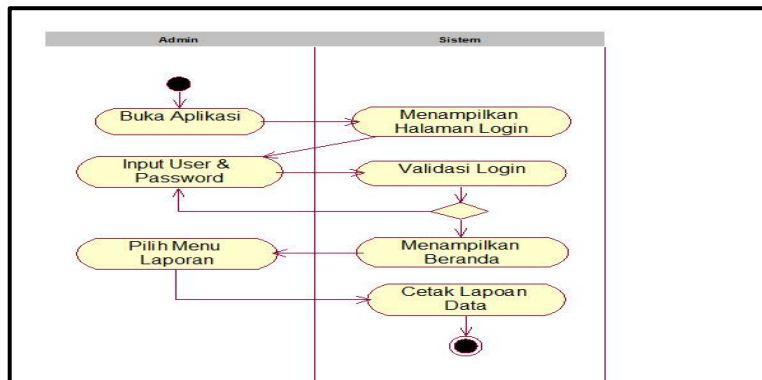 Admin
Sistem
Buka Aplikasi
Menampilkan
Halaman Login
Input User &
Password
Validasi Login
Pilih Menu
Laporan
Menampilkan
Beranda
Cetak Lapoan
Data